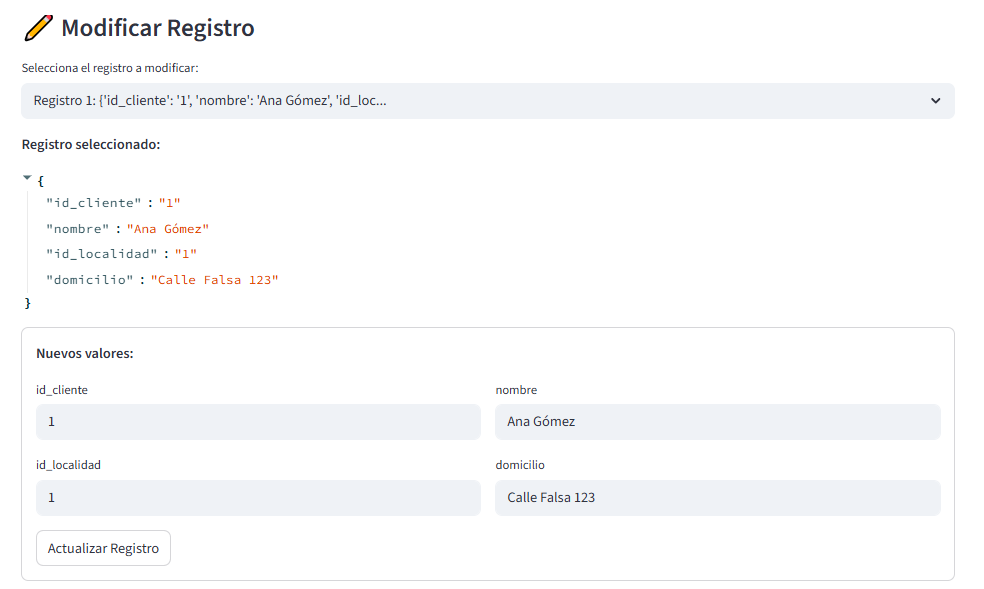 Modificar Registro
Selecciona el registro a modificar:
Registro 1: {'id_cliente': '1', 'nombre': 'Ana Gómez', 'id_loc...
Registro seleccionado:
{
"id_cliente" : "1"
"nombre" : "Ana Gómez"
"id_localidad" : "1"
"domicilio" : "Calle Falsa 123"
}
Nuevos valores:
id_cliente nombre
1 Ana Gómez
id_localidad domicilio
1 Calle Falsa 123
Actualizar Registro